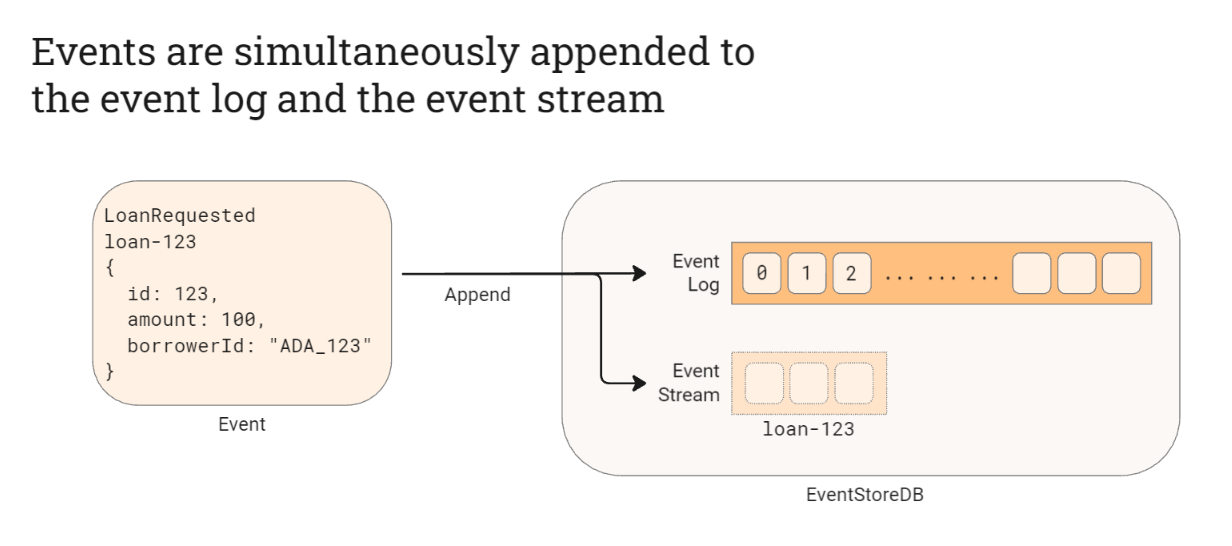 Events are simultaneously appended to
the event log and the event stream
LoanRequested
loan-123
{
id: 123,
amount: 100,
borrowerId: "ADA_123"
}
Event
Append
Event
Log
0 1 2 ... ... ...
Event
Stream
loan-123
EventStoreDB